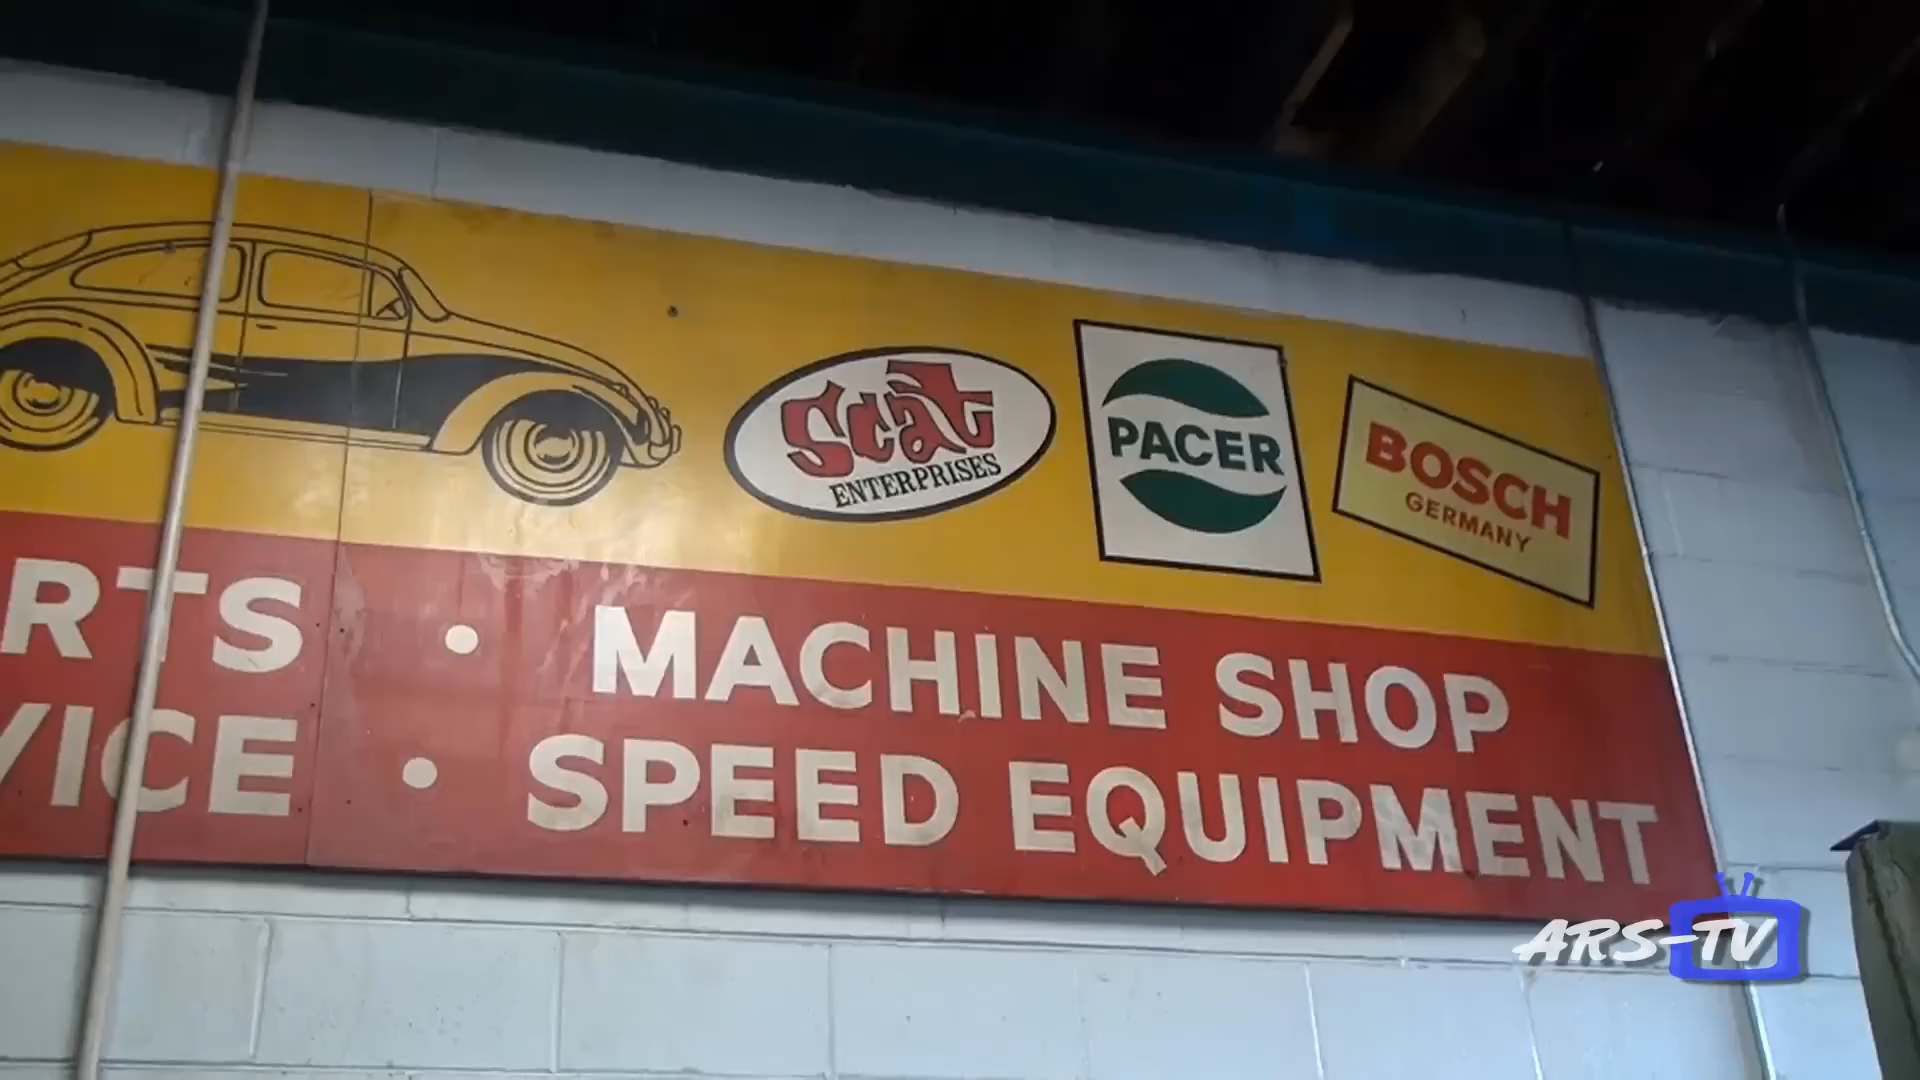 Scat
ENTERPRISES
PACER
BOSCH
GERMANY
RTS • MACHINE SHOP
VICE • SPEED EQUIPMENT
ARS-TV